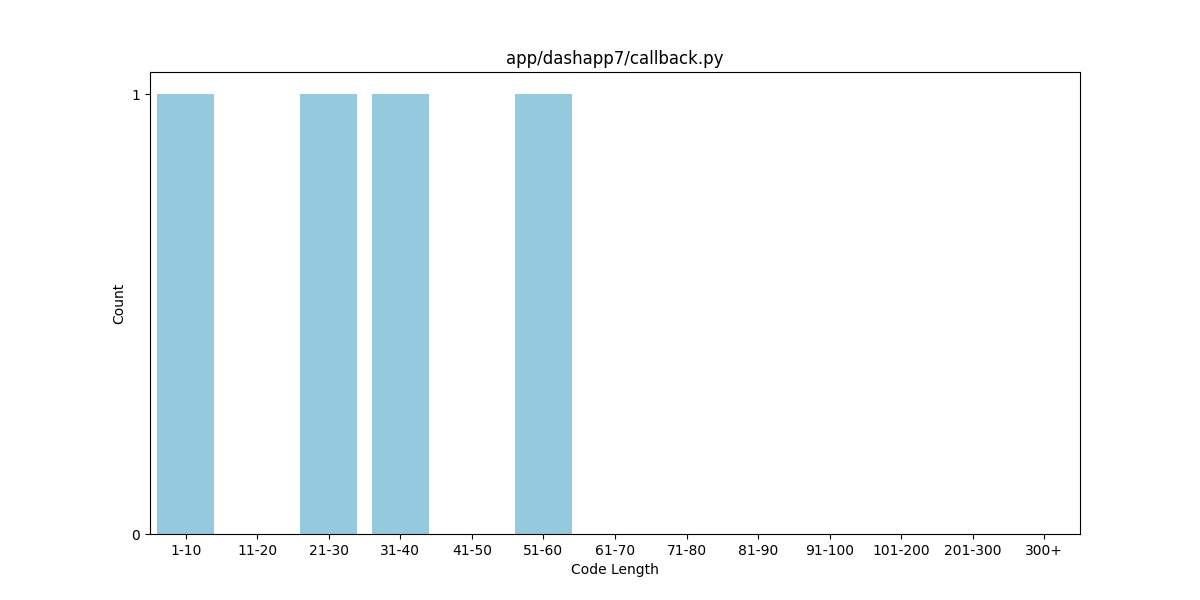 app/dashapp7/callback.py
1
Count
0
1-10 11-20 21-30 31-40 41-50 51-60 61-70 71-80 81-90 91-100 101-200 201-300 300+
Code Length